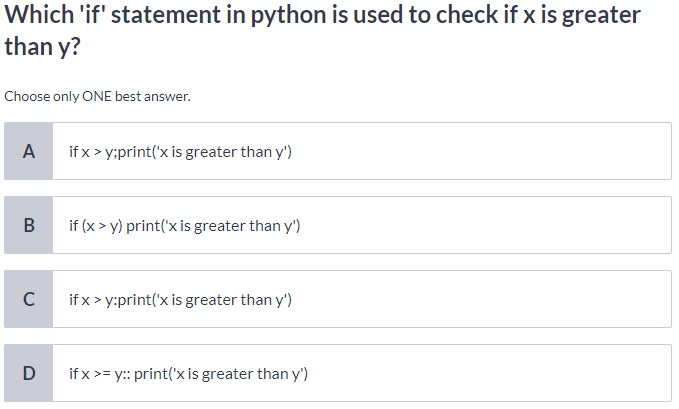 Which 'if' statement in python is used to check if x is greater
than y?
Choose only ONE best answer.
A
if x > y;print('x is greater than y')
B
if (x > y) print('x is greater than y')
C
if x > y:print('x is greater than y')
D
if x >= y:: print('x is greater than y')